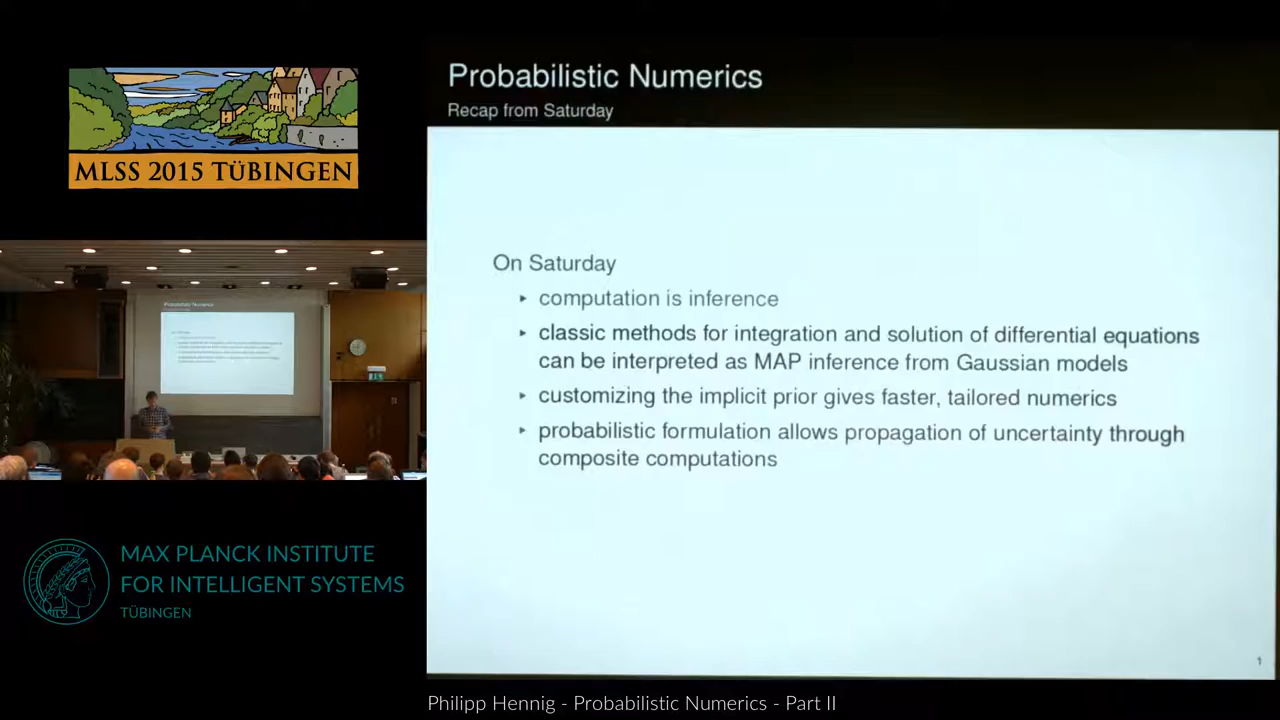 MLSS 2015 TÜBINGEN
MAX PLANCK INSTITUTE
FOR INTELLIGENT SYSTEMS
TÜBINGEN
Probabilistic Numerics
Recap from Saturday
On Saturday
‣ computation is inference
‣ classic methods for integration and solution of differential equations
can be interpreted as MAP inference from Gaussian models
‣ customizing the implicit prior gives faster, tailored numerics
‣ probabilistic formulation allows propagation of uncertainty through
composite computations
1
Philipp Hennig - Probabilistic Numerics - Part II